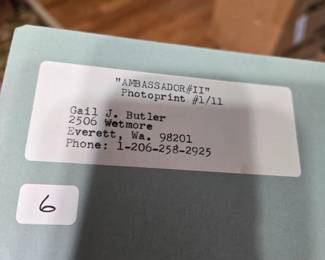 "AMBASSADOR#II"
Photoprint #1/11
Gail J. Butler
2506 Wetmore
Everett, Wa. 98201
Phone: 1-206-258-2925
6